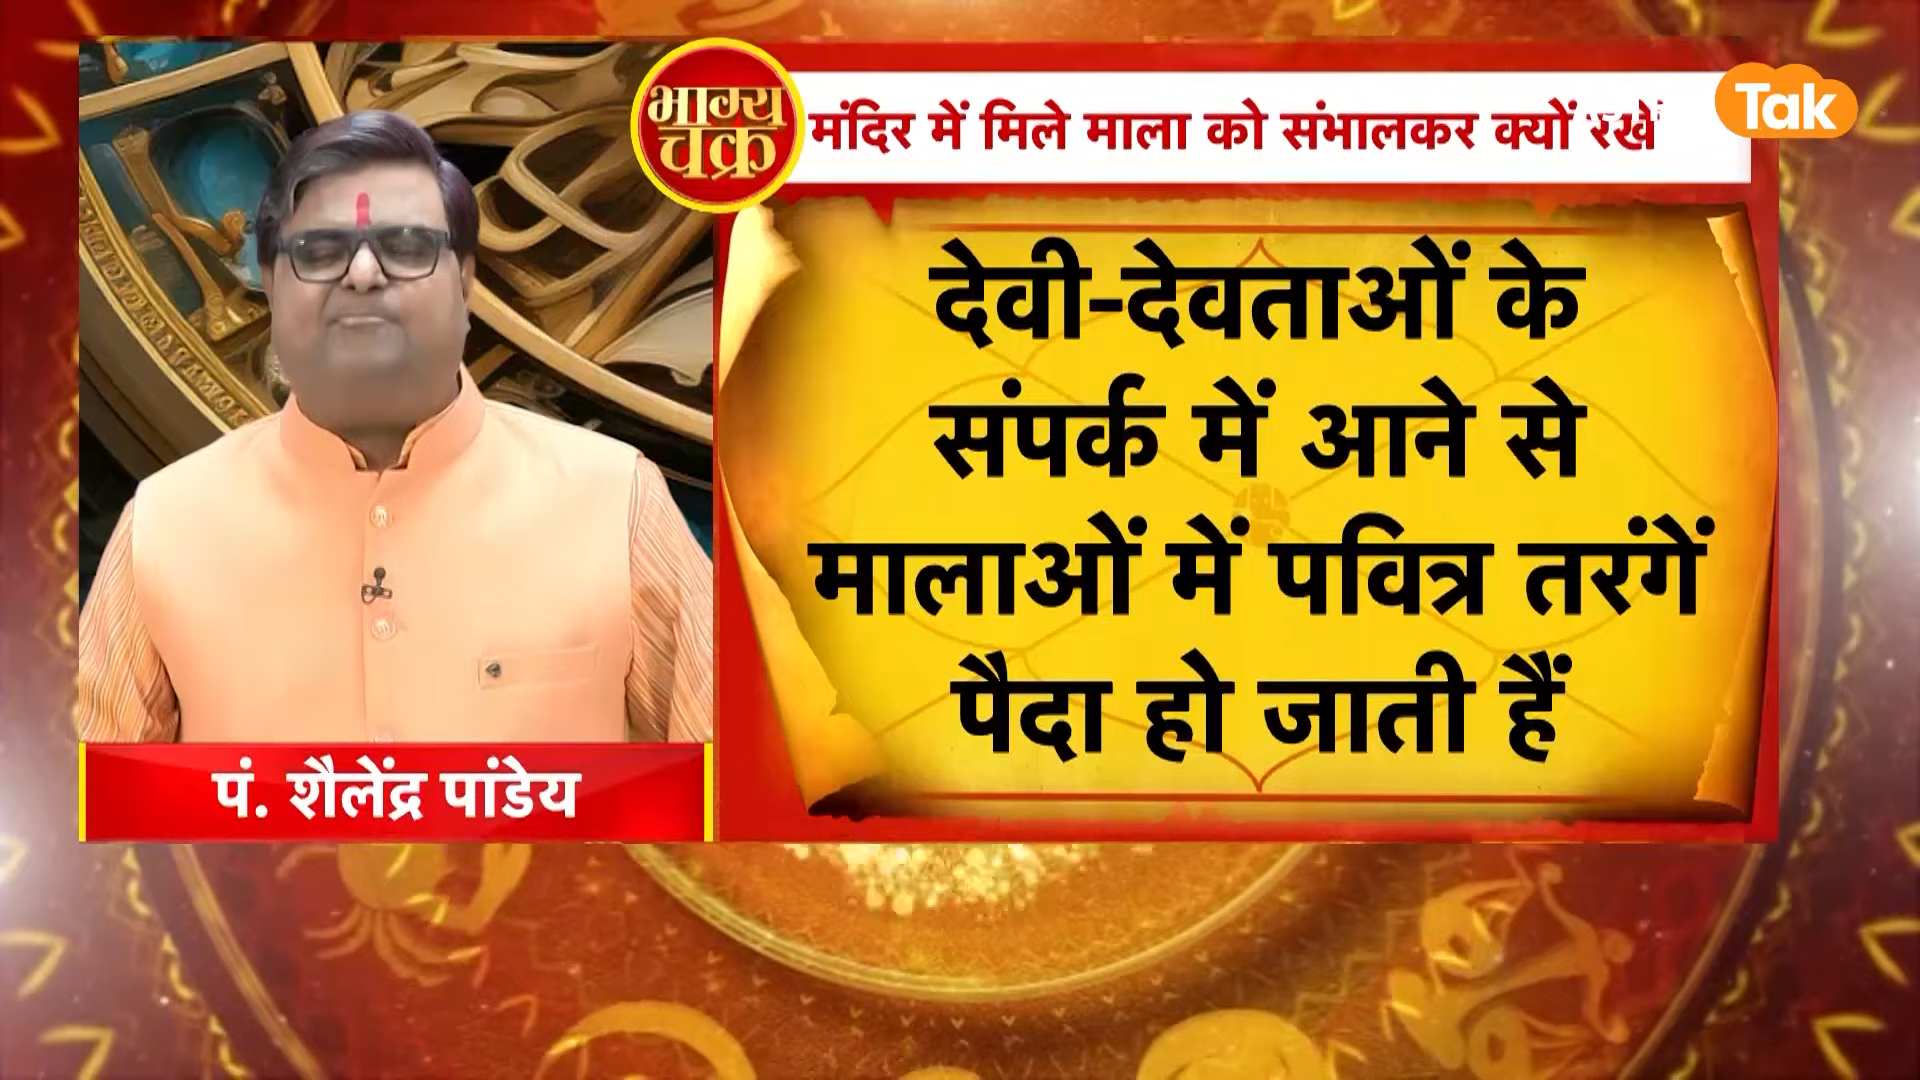 भाग्य
चक्र
मंदिर में मिले माला को संभालकर क्यों रखें
Tak
देवी-देवताओं के
संपर्क में आने से
मालाओं में पवित्र तरंगें
पैदा हो जाती हैं
पं. शैलेंद्र पांडेय